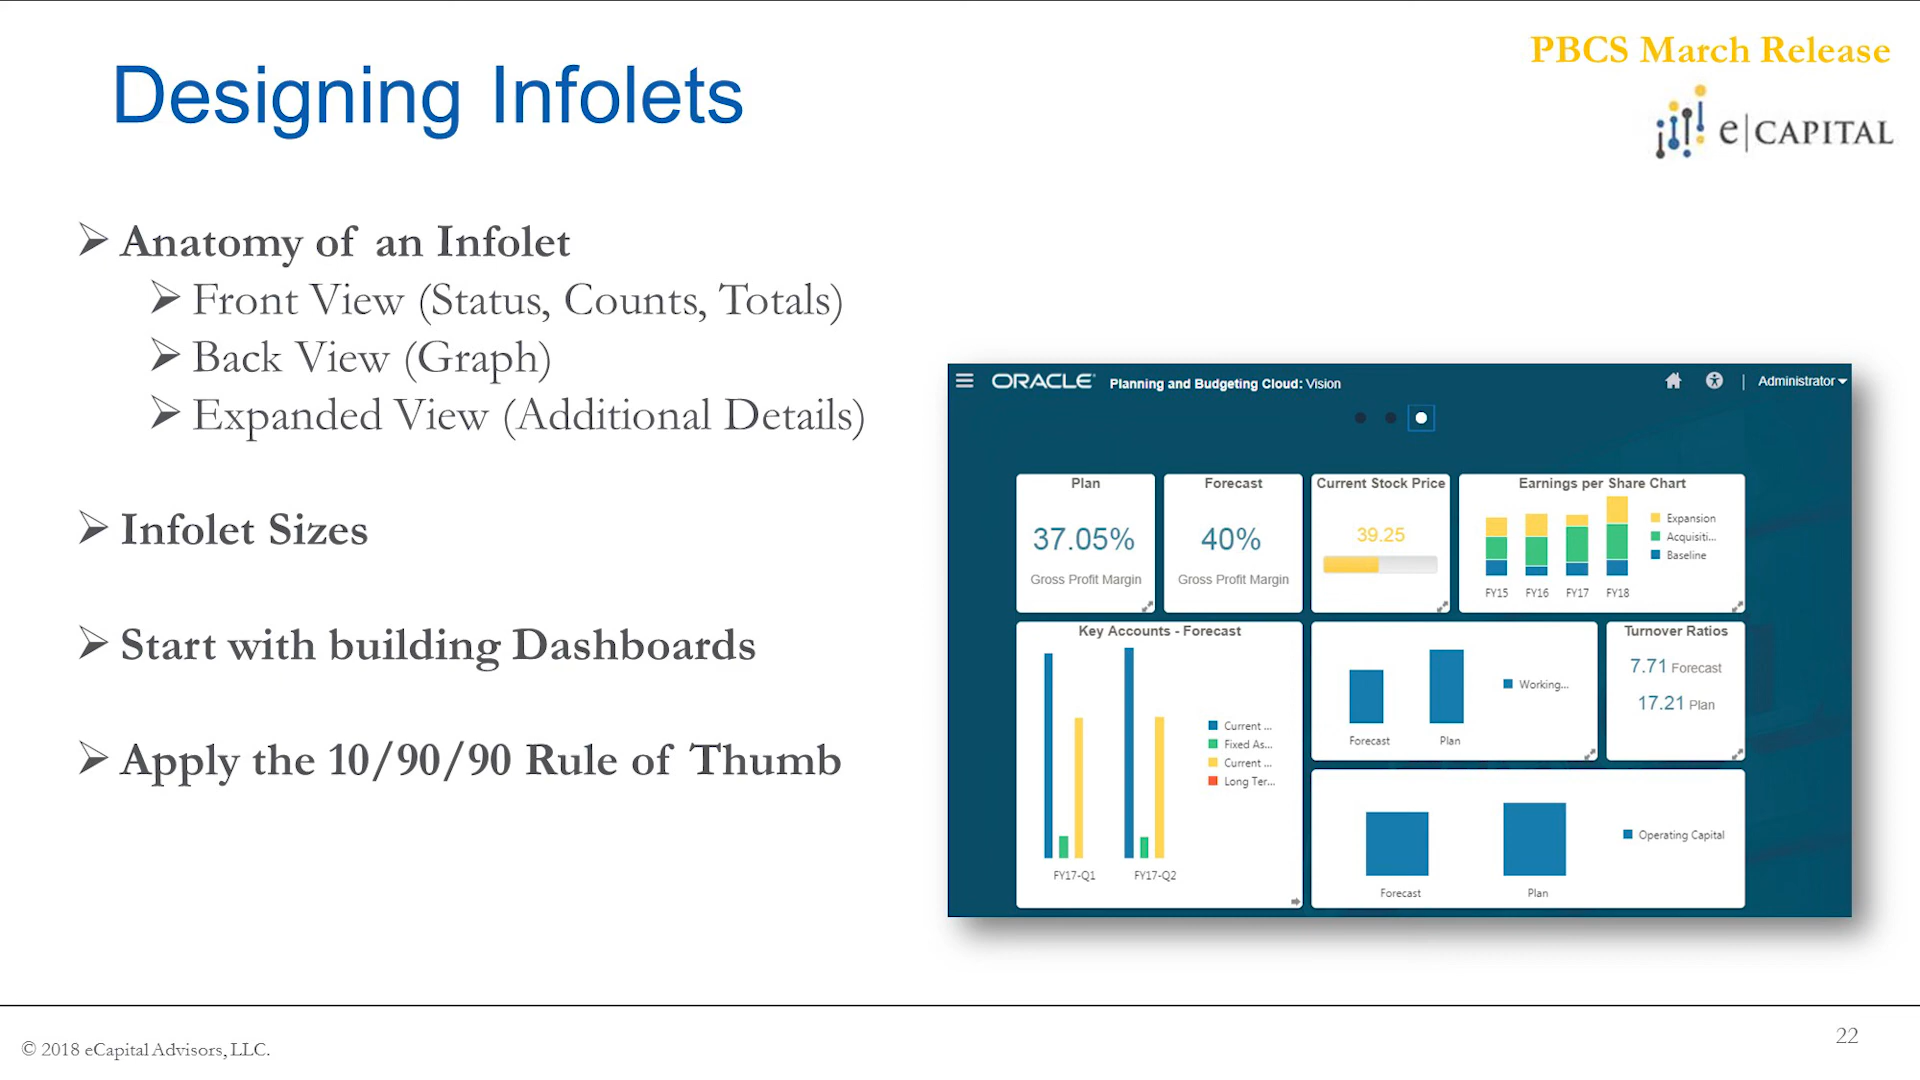 PBCS March Release
Designing Infolets
e|CAPITAL
Anatomy of an Infolet
Front View (Status, Counts, Totals)
Back View (Graph)
Expanded View (Additional Details)
Infolet Sizes
Start with building Dashboards
Apply the 10/90/90 Rule of Thumb
ORACLE Planning and Budgeting Cloud: Vision
Administrator
Plan
37.05%
Gross Profit Margin
Forecast
40%
Gross Profit Margin
Current Stock Price
39.25
Earnings per Share Chart
Expansion
Acquisiti...
Baseline
FY15 FY16 FY17 FY18
Key Accounts - Forecast
Current ...
Fixed As...
Current ...
Long Ter...
FY17-Q1 FY17-Q2
Working...
Forecast Plan
Turnover Ratios
7.71 Forecast
17.21 Plan
Operating Capital
Forecast Plan
© 2018 eCapital Advisors, LLC.
22